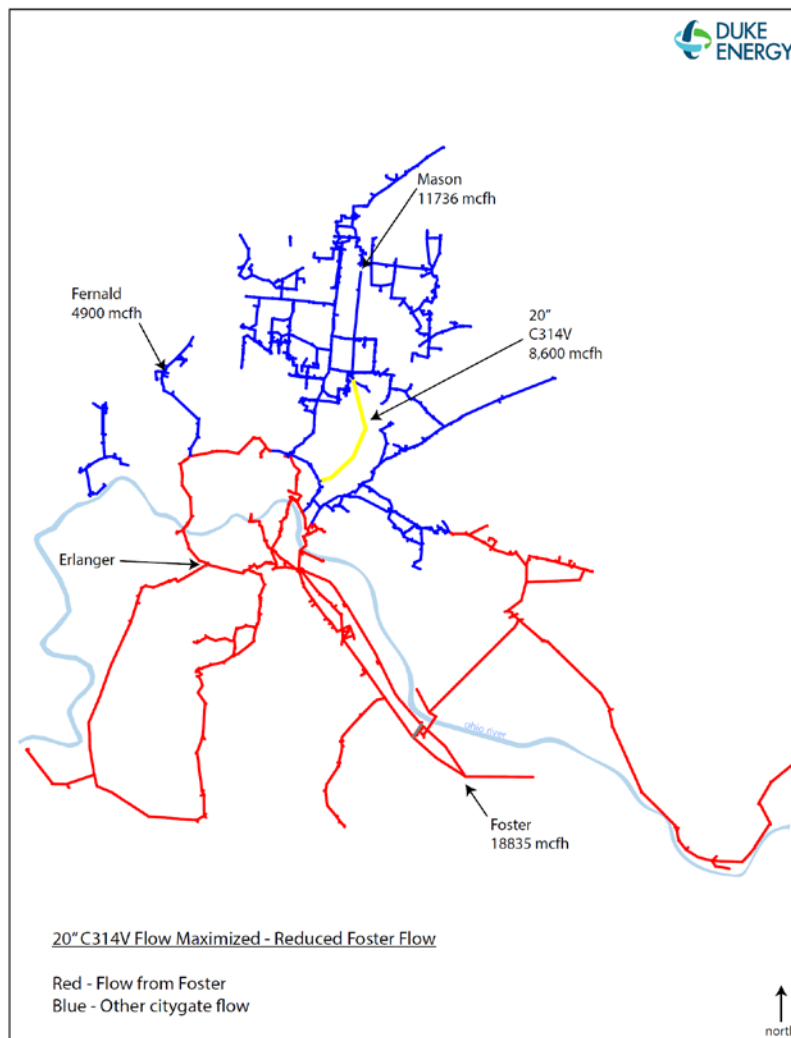 DUKE
ENERGY
Mason
11736 mcfh
Fernald
4900 mcfh
20"
C314V
8,600 mcfh
Erlanger
ohio river
Foster
18835 mcfh
20" C314V Flow Maximized - Reduced Foster Flow
Red - Flow from Foster
Blue - Other citygate flow
north